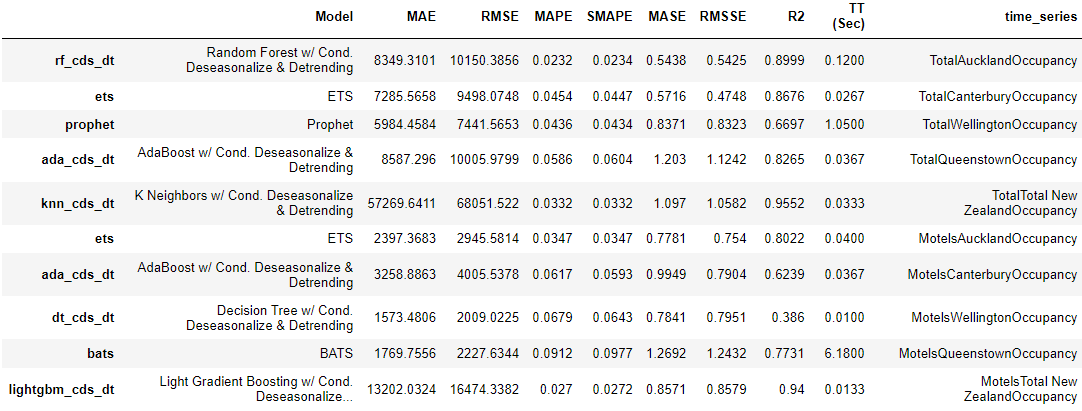 Model MAE RMSE MAPE SMAPE MASE RMSSE R2 TT (Sec) time_series
rf_cds_dt Random Forest w/ Cond. Deseasonalize & Detrending 8349.3101 10150.3856 0.0232 0.0234 0.5438 0.5425 0.8999 0.1200 TotalAucklandOccupancy
ets ETS 7285.5658 9498.0748 0.0454 0.0447 0.5716 0.4748 0.8676 0.0267 TotalCanterburyOccupancy
prophet Prophet 5984.4584 7441.5653 0.0436 0.0434 0.8371 0.8323 0.6697 1.0500 TotalWellingtonOccupancy
ada_cds_dt AdaBoost w/ Cond. Deseasonalize & Detrending 8587.296 10005.9799 0.0586 0.0604 1.203 1.1242 0.8265 0.0367 TotalQueenstownOccupancy
knn_cds_dt K Neighbors w/ Cond. Deseasonalize & Detrending 57269.6411 68051.522 0.0332 0.0332 1.097 1.0582 0.9552 0.0333 TotalTotal New ZealandOccupancy
ets ETS 2397.3683 2945.5814 0.0347 0.0347 0.7781 0.754 0.8022 0.0400 MotelsAucklandOccupancy
ada_cds_dt AdaBoost w/ Cond. Deseasonalize & Detrending 3258.8863 4005.5378 0.0617 0.0593 0.9949 0.7904 0.6239 0.0367 MotelsCanterburyOccupancy
dt_cds_dt Decision Tree w/ Cond. Deseasonalize & Detrending 1573.4806 2009.0225 0.0679 0.0643 0.7841 0.7951 0.386 0.0100 MotelsWellingtonOccupancy
bats BATS 1769.7556 2227.6344 0.0912 0.0977 1.2692 1.2432 0.7731 6.1800 MotelsQueenstownOccupancy
lightgbm_cds_dt Light Gradient Boosting w/ Cond. Deseasonalize... 13202.0324 16474.3382 0.027 0.0272 0.8571 0.8579 0.94 0.0133 MotelsTotal New ZealandOccupancy